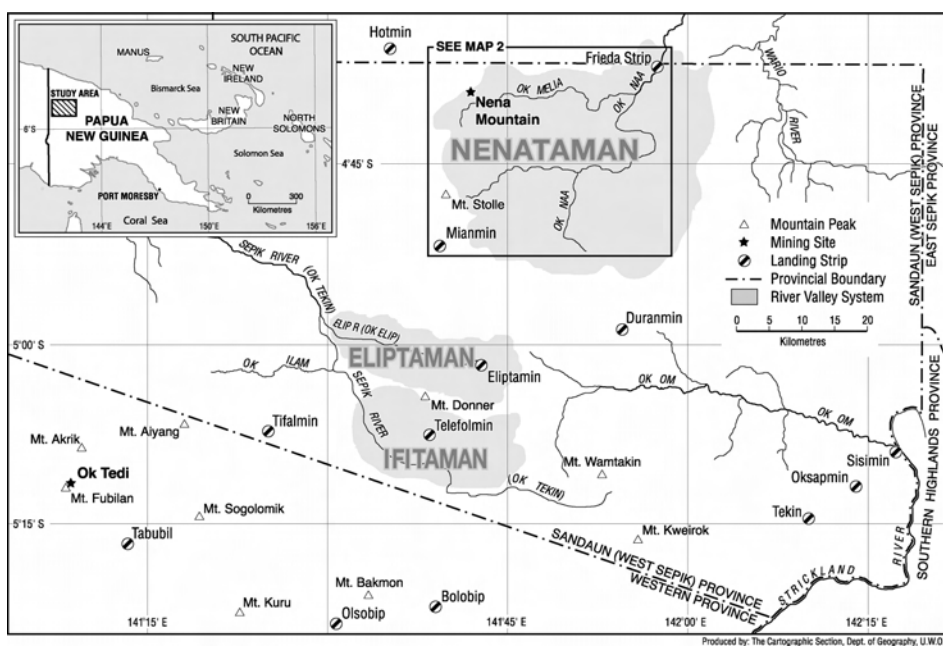 SOUTH PACIFIC
OCEAN
MANUS
NEW
IRELAND
Bismarck Sea
STUDY AREA
NEW
BRITAIN
PAPUA
NEW GUINEA
6°S
NORTH
SOLOMONS
Solomon Sea
PORT MORESBY
0 300
Kilometres
144°E
150°E
156°E
Coral Sea
Hotmin
SEE MAP 2
Frieda Strip
OK MELIA
OK NAA
Nena
Mountain
NENATAMAN
4°45'S
Mt. Stolle
OK NAA
Mianmin
WARIO
RIVER
SANDAUN (WEST SEPIK) PROVINCE
EAST SEPIK PROVINCE
Mountain Peak
Mining Site
Landing Strip
Provincial Boundary
River Valley System
0 5 10 15 20
Kilometres
SEPIK RIVER (OK TEKIN)
ELIP R (OK ELIP)
Duranmin
5°00'S
OK ILAM
ELIPTAMAN
Eliptamin
SEPIK RIVER
OK OM
OK OM
Mt. Donner
Mt. Aiyang
Tifalmin
Telefolmin
Mt. Akrik
IFITAMAN
Sisimin
Ok Tedi
Mt. Fubilan
(OK TEKIN)
Mt. Wamtakin
Oksapmin
Mt. Sogolomik
5°15'S
Tekin
Tabubil
Mt. Kweirok
SANDAUN (WEST SEPIK) PROVINCE
WESTERN PROVINCE
STRICKLAND RIVER
SOUTHERN HIGHLANDS PROVINCE
Mt. Bakmon
Mt. Kuru
Olsobip
Bolobip
141°15'E
141°45'E
142°00'E
142°15'E
Produced by: The Cartographic Section, Dept. of Geography, U.W.O.